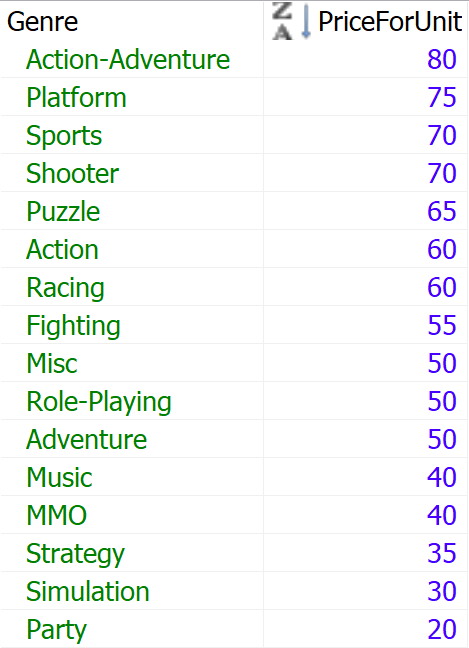 Genre Z A PriceForUnit
Action-Adventure 80
Platform 75
Sports 70
Shooter 70
Puzzle 65
Action 60
Racing 60
Fighting 55
Misc 50
Role-Playing 50
Adventure 50
Music 40
MMO 40
Strategy 35
Simulation 30
Party 20